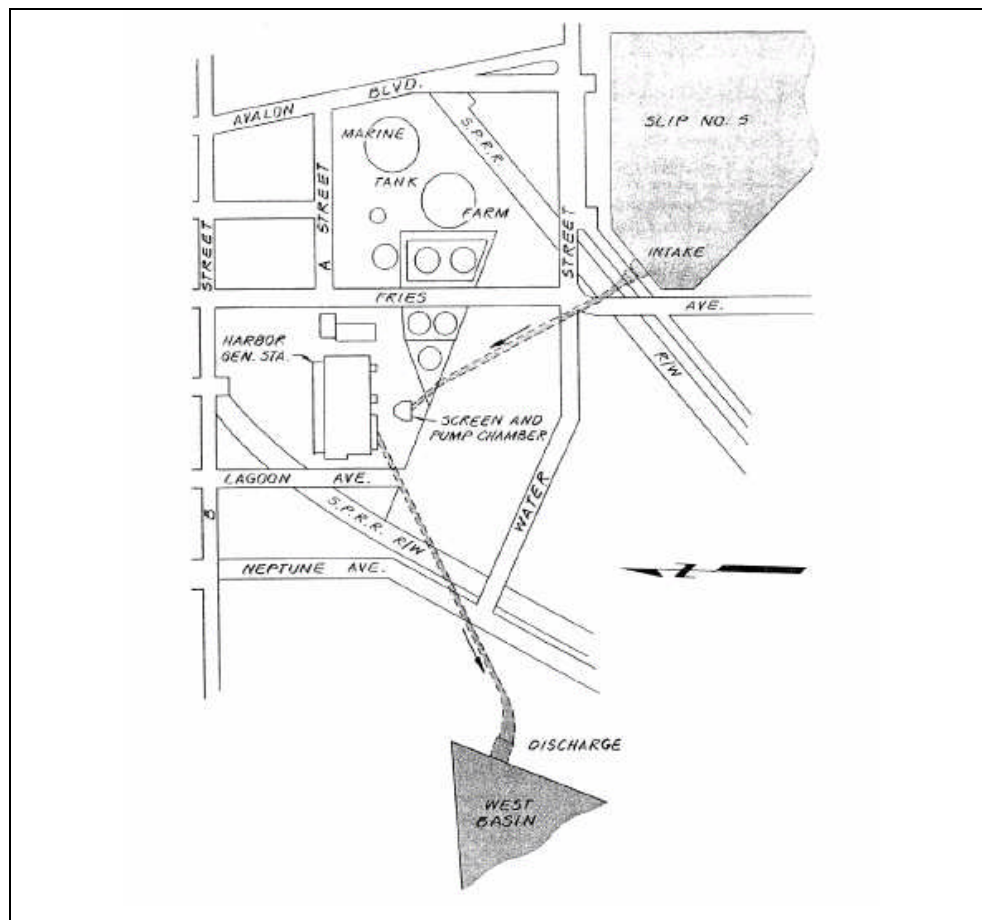 AVALON BLVD.
SLIP NO. 5
S.P.R.R.
MARINE
TANK
FARM
STREET
A STREET
STREET
INTAKE
FRIES
AVE.
HARBOR
GEN. STA.
R/W
SCREEN AND
PUMP CHAMBER
LAGOON AVE.
B
S.P.R.R. R/W
WATER
NEPTUNE AVE.
N
DISCHARGE
WEST
BASIN